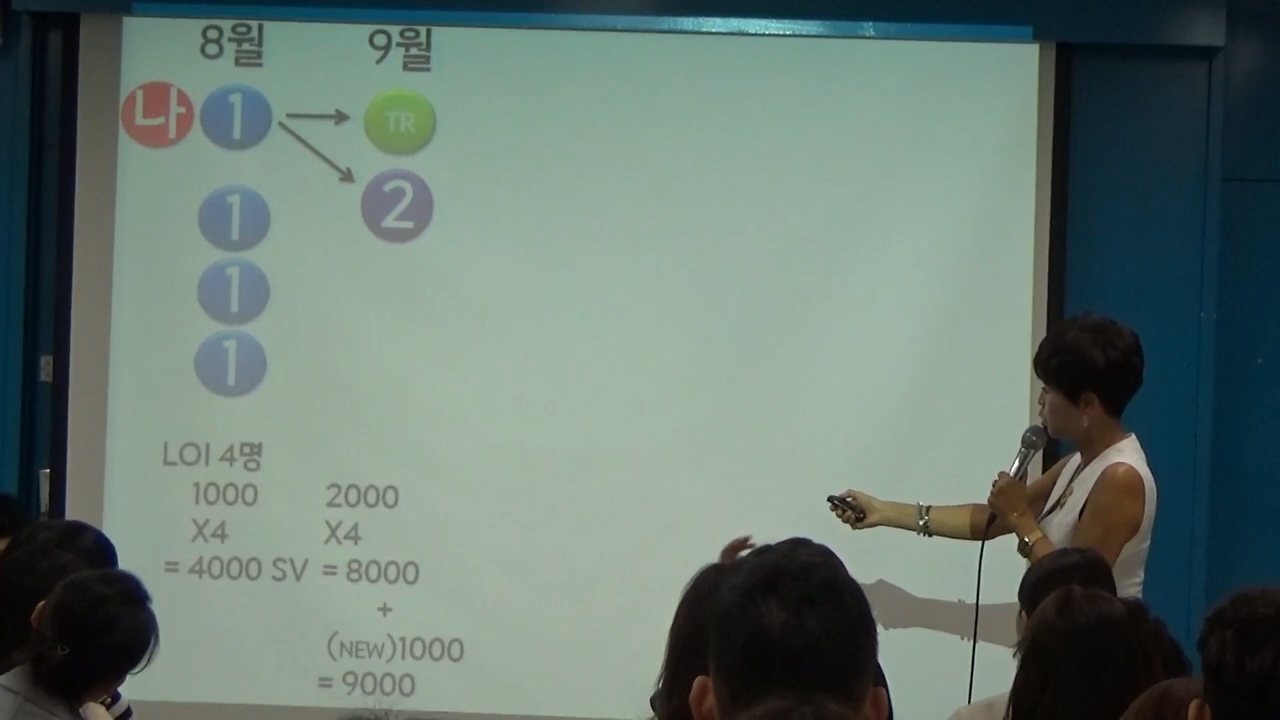 8월 9월
나 1 TR
2
1
1
1
LOI 4명
1000 2000
X4 X4
= 4000 SV = 8000
+
(NEW)1000
= 9000